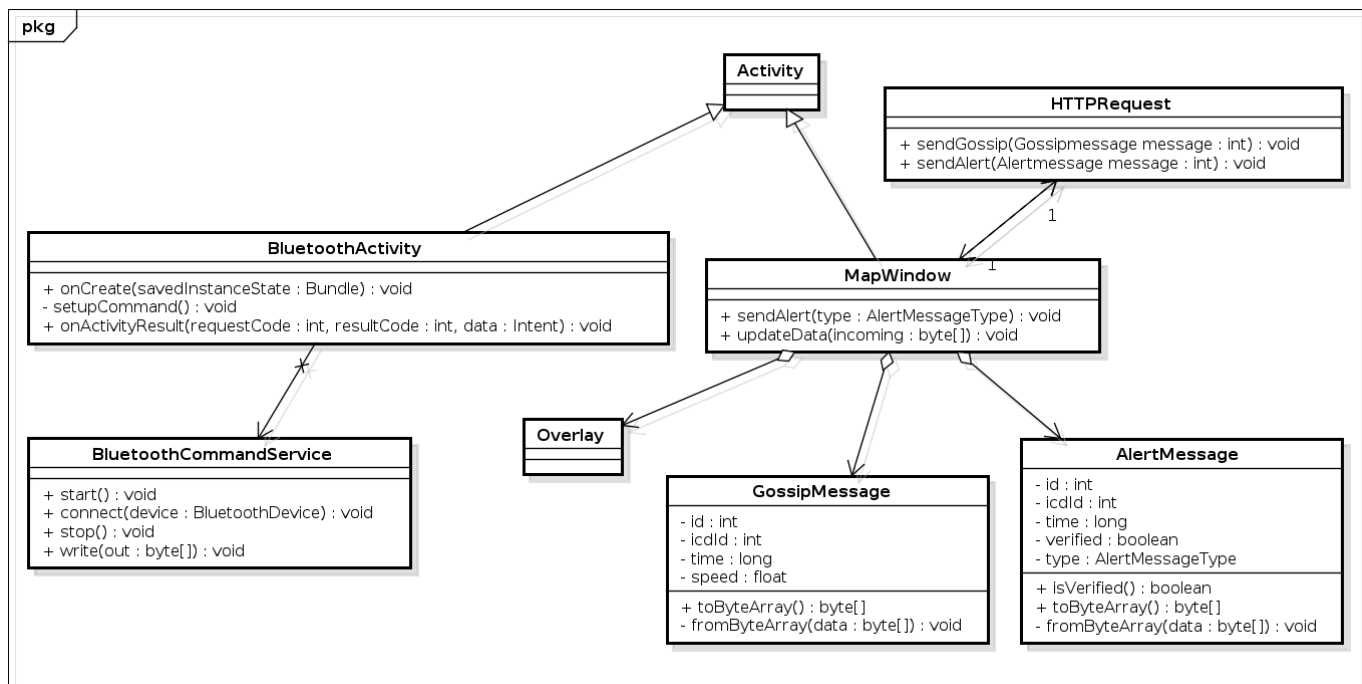 pkg
Activity
HTTPRequest
+ sendGossip(Gossipmessage message : int) : void
+ sendAlert(Alertmessage message : int) : void
1
1
BluetoothActivity
+ onCreate(savedInstanceState : Bundle) : void
- setupCommand() : void
+ onActivityResult(requestCode : int, resultCode : int, data : Intent) : void
MapWindow
+ sendAlert(type : AlertMessageType) : void
+ updateData(incoming : byte[]) : void
BluetoothCommandService
+ start() : void
+ connect(device : BluetoothDevice) : void
+ stop() : void
+ write(out : byte[]) : void
Overlay
GossipMessage
- id : int
- icdId : int
- time : long
- speed : float
+ toByteArray() : byte[]
- fromByteArray(data : byte[]) : void
AlertMessage
- id : int
- icdId : int
- time : long
- verified : boolean
- type : AlertMessageType
+ isVerified() : boolean
+ toByteArray() : byte[]
- fromByteArray(data : byte[]) : void